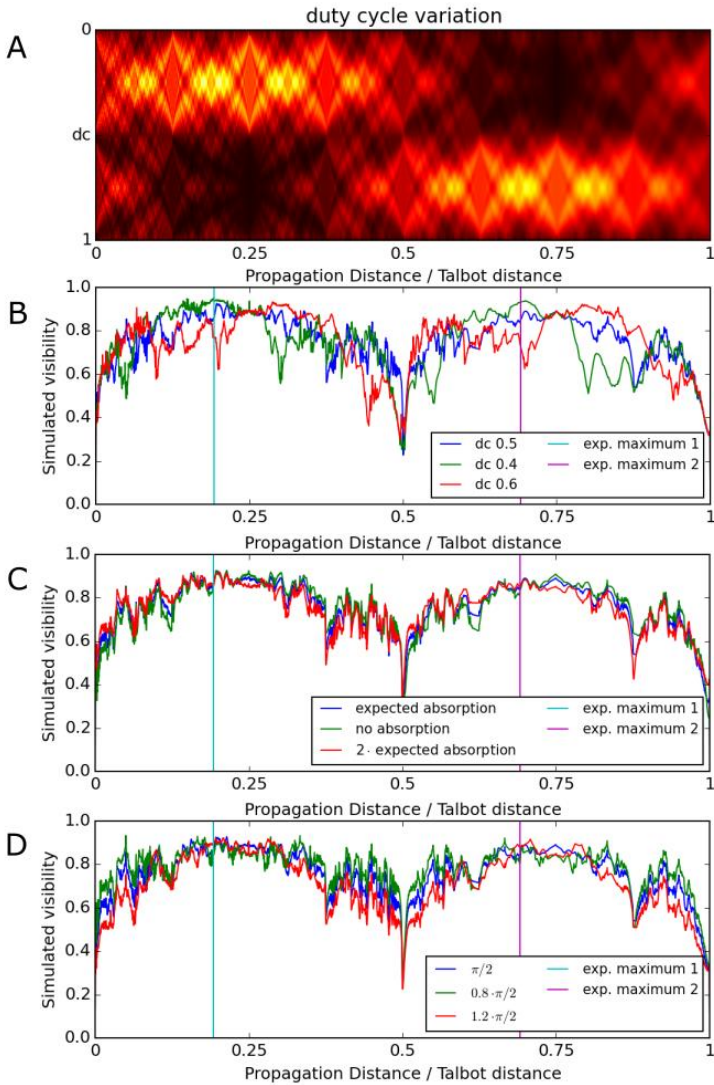 duty cycle variation
A
0
dc
1
0 0.25 0.5 0.75 1
Propagation Distance / Talbot distance
B
Simulated visibility
1.0
0.8
0.6
0.4
0.2
0.0
dc 0.5 exp. maximum 1
dc 0.4 exp. maximum 2
dc 0.6
0 0.25 0.5 0.75 1
Propagation Distance / Talbot distance
C
Simulated visibility
1.0
0.8
0.6
0.4
0.2
0.0
expected absorption exp. maximum 1
no absorption exp. maximum 2
2· expected absorption
0 0.25 0.5 0.75 1
Propagation Distance / Talbot distance
D
Simulated visibility
1.0
0.8
0.6
0.4
0.2
0.0
π/2 exp. maximum 1
0.8·π/2 exp. maximum 2
1.2·π/2
0 0.25 0.5 0.75 1
Propagation Distance / Talbot distance